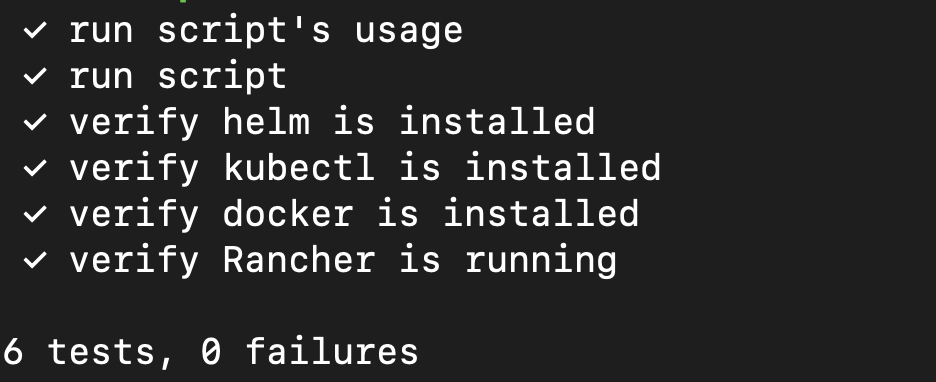 ✓ run script's usage
✓ run script
✓ verify helm is installed
✓ verify kubectl is installed
✓ verify docker is installed
✓ verify Rancher is running
6 tests, 0 failures